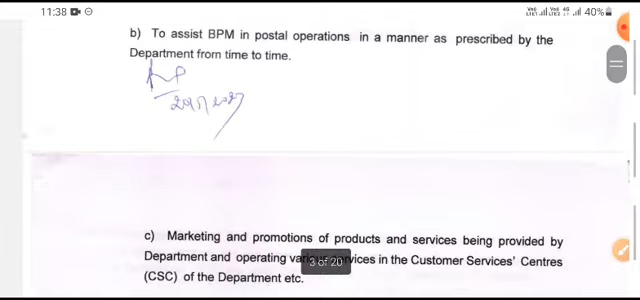 11:38
40%
b) To assist BPM in postal operations in a manner as prescribed by the
Department from time to time.
c) Marketing and promotions of products and services being provided by
Department and operating services in the Customer Services' Centres
3 of 20
(CSC) of the Department etc.